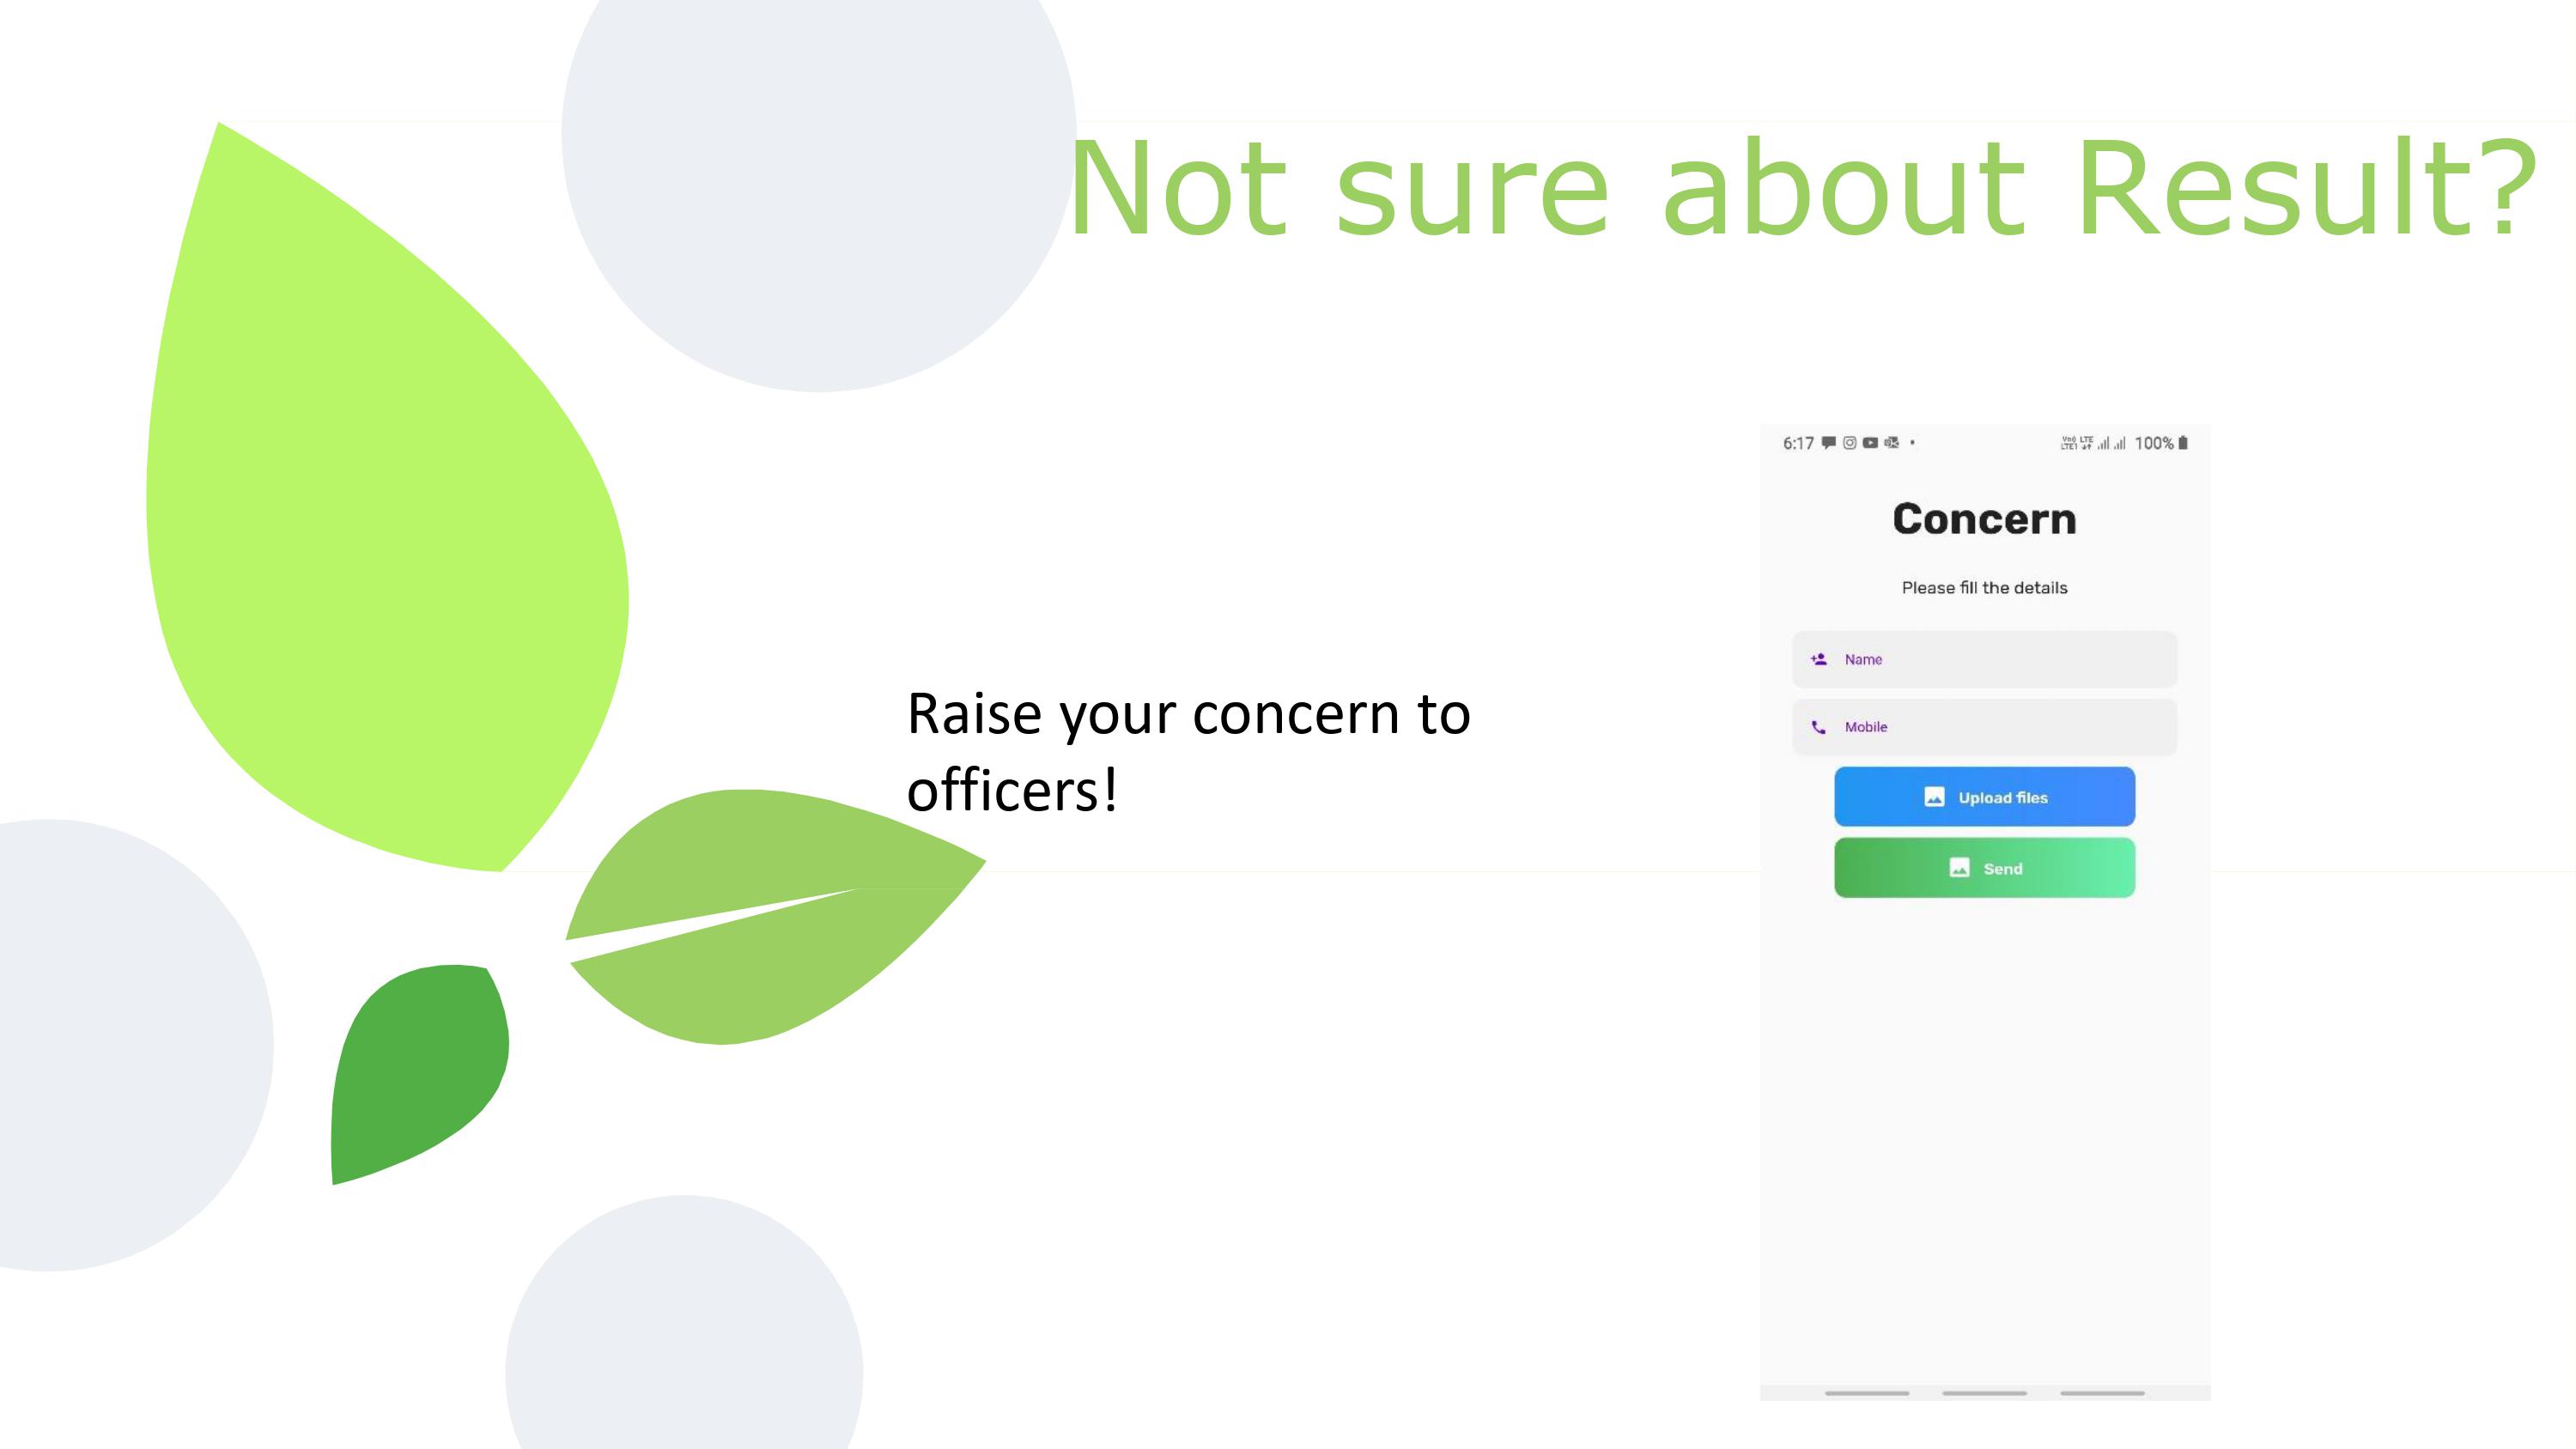 Not sure about Result?
Raise your concern to
officers!
6:17
LTE 100%
Concern
Please fill the details
Name
Mobile
Upload files
Send